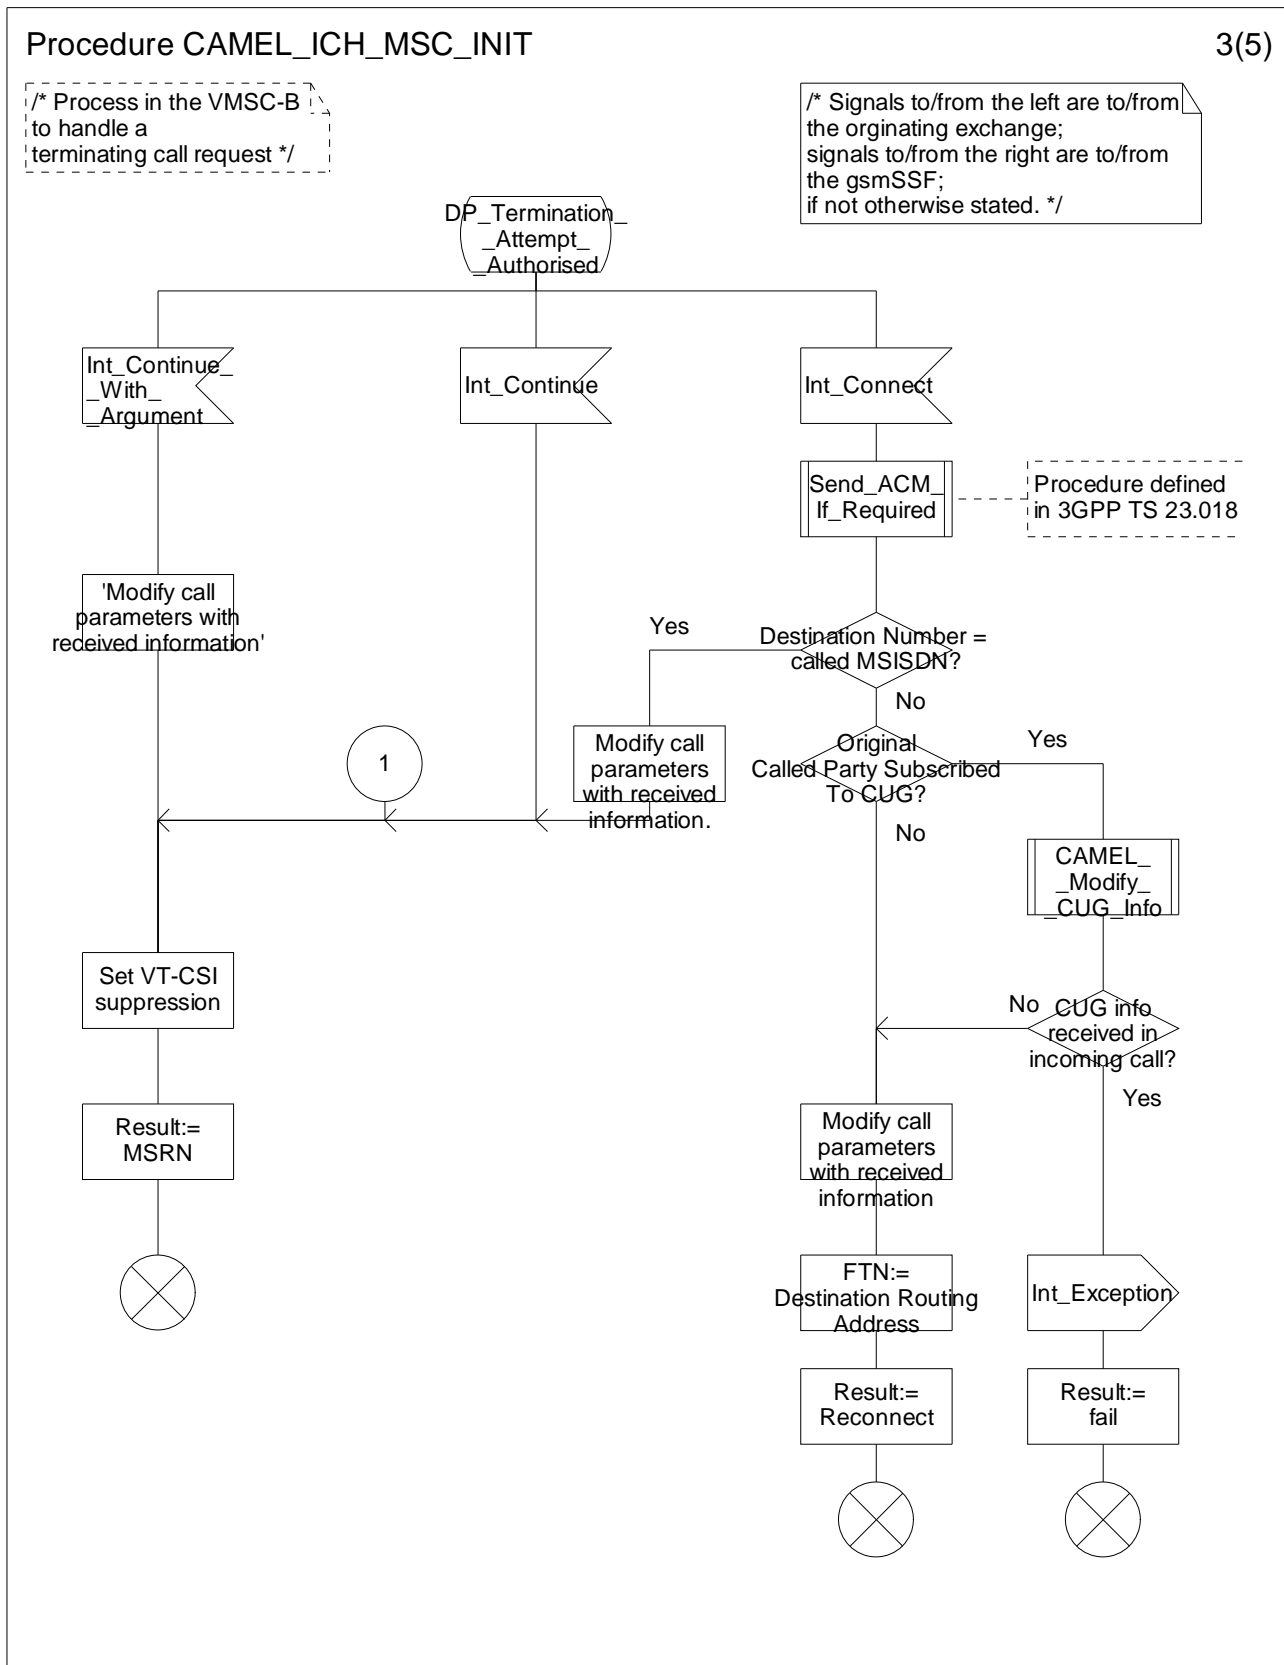 Procedure CAMEL_ICH_MSC_INIT
3(5)
/* Process in the VMSC-B
to handle a
terminating call request */
/* Signals to/from the left are to/from
the orginating exchange;
signals to/from the right are to/from
the gsmSSF;
if not otherwise stated. */
DP_Termination_
_Attempt_
_Authorised
Int_Continue_
_With_
_Argument
Int_Continue
Int_Connect
Send_ACM_
If_Required
Procedure defined
in 3GPP TS 23.018
'Modify call
parameters with
received information'
Yes
Destination Number =
called MSISDN?
No
1
Modify call
parameters
with received
information.
Original
Called Party Subscribed
To CUG?
Yes
No
CAMEL_
_Modify_
_CUG_Info
Set VT-CSI
suppression
No
CUG info
received in
incoming call?
Yes
Result:=
MSRN
Modify call
parameters
with received
information
FTN:=
Destination Routing
Address
Int_Exception
Result:=
Reconnect
Result:=
fail